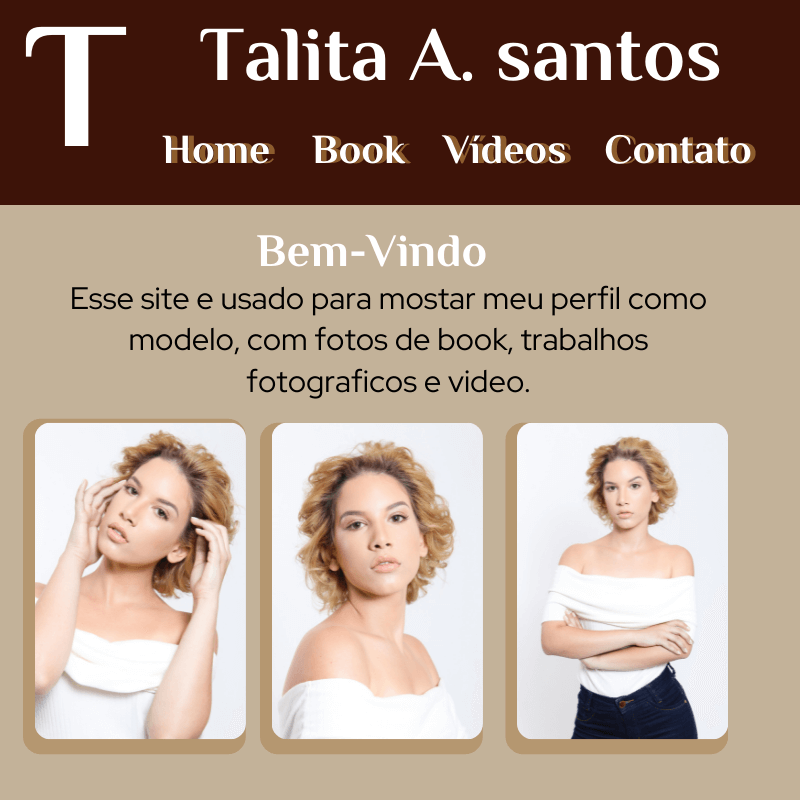 T
Talita A. santos
Home Book Vídeos Contato
Bem-Vindo
Esse site e usado para mostar meu perfil como
modelo, com fotos de book, trabalhos
fotograficos e video.